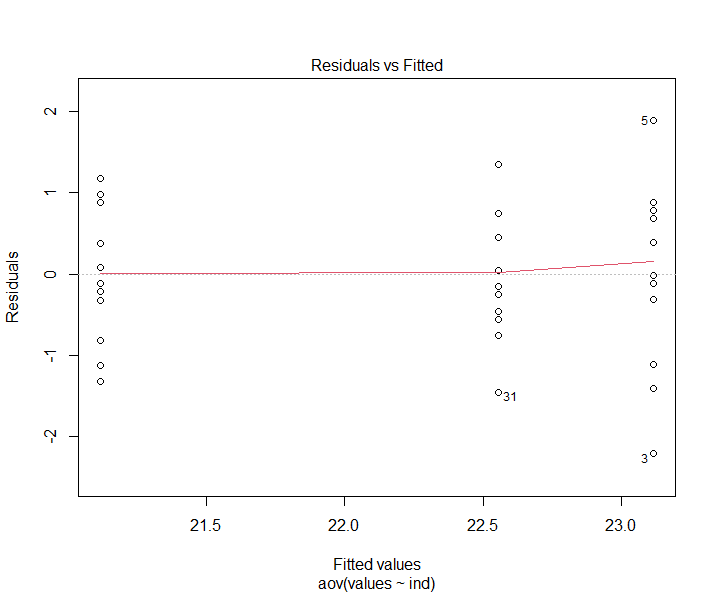 Residuals vs Fitted
2
1
0
-1
-2
Residuals
5
31
3
21.5 22.0 22.5 23.0
Fitted values
aov(values ~ ind)